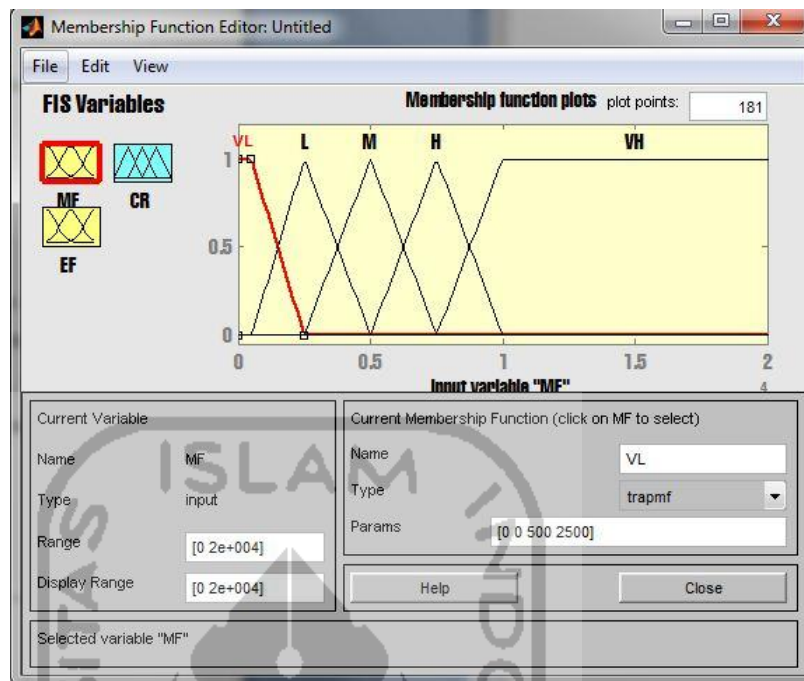 Membership Function Editor: Untitled
File Edit View
FIS Variables
Membership function plots plot points: 181
VL L M H VH
MF CR
EF
1
0.5
0
0 0.5 1 1.5 2
Input variable "MF" 4
Current Variable
Name MF
Type input
Range [0 2e+004]
Display Range [0 2e+004]
Current Membership Function (click on MF to select)
Name VL
Type trapmf
Params [0 0 500 2500]
Help Close
Selected variable "MF"
ISLAM
ITAS
INDO